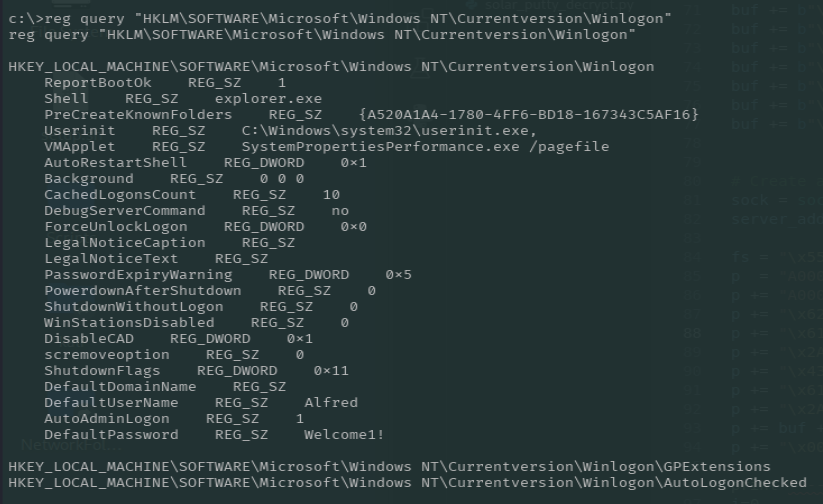 c:\>reg query "HKLM\SOFTWARE\Microsoft\Windows NT\Currentversion\Winlogon"
reg query "HKLM\SOFTWARE\Microsoft\Windows NT\Currentversion\Winlogon"
HKEY_LOCAL_MACHINE\SOFTWARE\Microsoft\Windows NT\Currentversion\Winlogon
ReportBootOk REG_SZ 1
Shell REG_SZ explorer.exe
PreCreateKnownFolders REG_SZ {A520A1A4-1780-4FF6-BD18-167343C5AF16}
Userinit REG_SZ C:\Windows\system32\userinit.exe,
VMApplet REG_SZ SystemPropertiesPerformance.exe /pagefile
AutoRestartShell REG_DWORD 0×1
Background REG_SZ 0 0 0
CachedLogonsCount REG_SZ 10
DebugServerCommand REG_SZ no
ForceUnlockLogon REG_DWORD 0×0
LegalNoticeCaption REG_SZ
LegalNoticeText REG_SZ
PasswordExpiryWarning REG_DWORD 0×5
PowerdownAfterShutdown REG_SZ 0
ShutdownWithoutLogon REG_SZ 0
WinStationsDisabled REG_SZ 0
DisableCAD REG_DWORD 0×1
scremoveoption REG_SZ 0
ShutdownFlags REG_DWORD 0×11
DefaultDomainName REG_SZ
DefaultUserName REG_SZ Alfred
AutoAdminLogon REG_SZ 1
DefaultPassword REG_SZ Welcome1!
HKEY_LOCAL_MACHINE\SOFTWARE\Microsoft\Windows NT\Currentversion\Winlogon\GPExtensions
HKEY_LOCAL_MACHINE\SOFTWARE\Microsoft\Windows NT\Currentversion\Winlogon\AutoLogonChecked